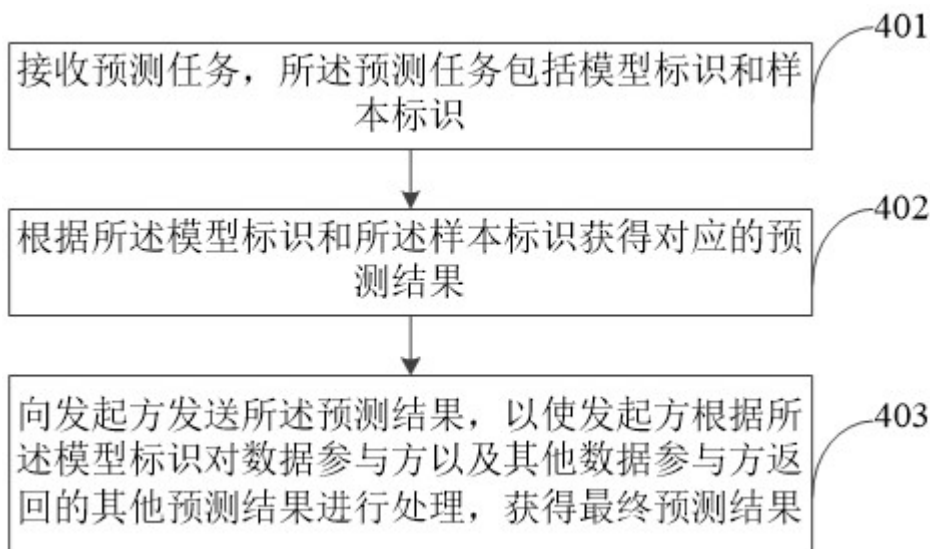 401
接收预测任务，所述预测任务包括模型标识和样
本标识
402
根据所述模型标识和所述样本标识获得对应的预
测结果
403
向发起方发送所述预测结果，以使发起方根据所
述模型标识对数据参与方以及其他数据参与方返
回的其他预测结果进行处理，获得最终预测结果